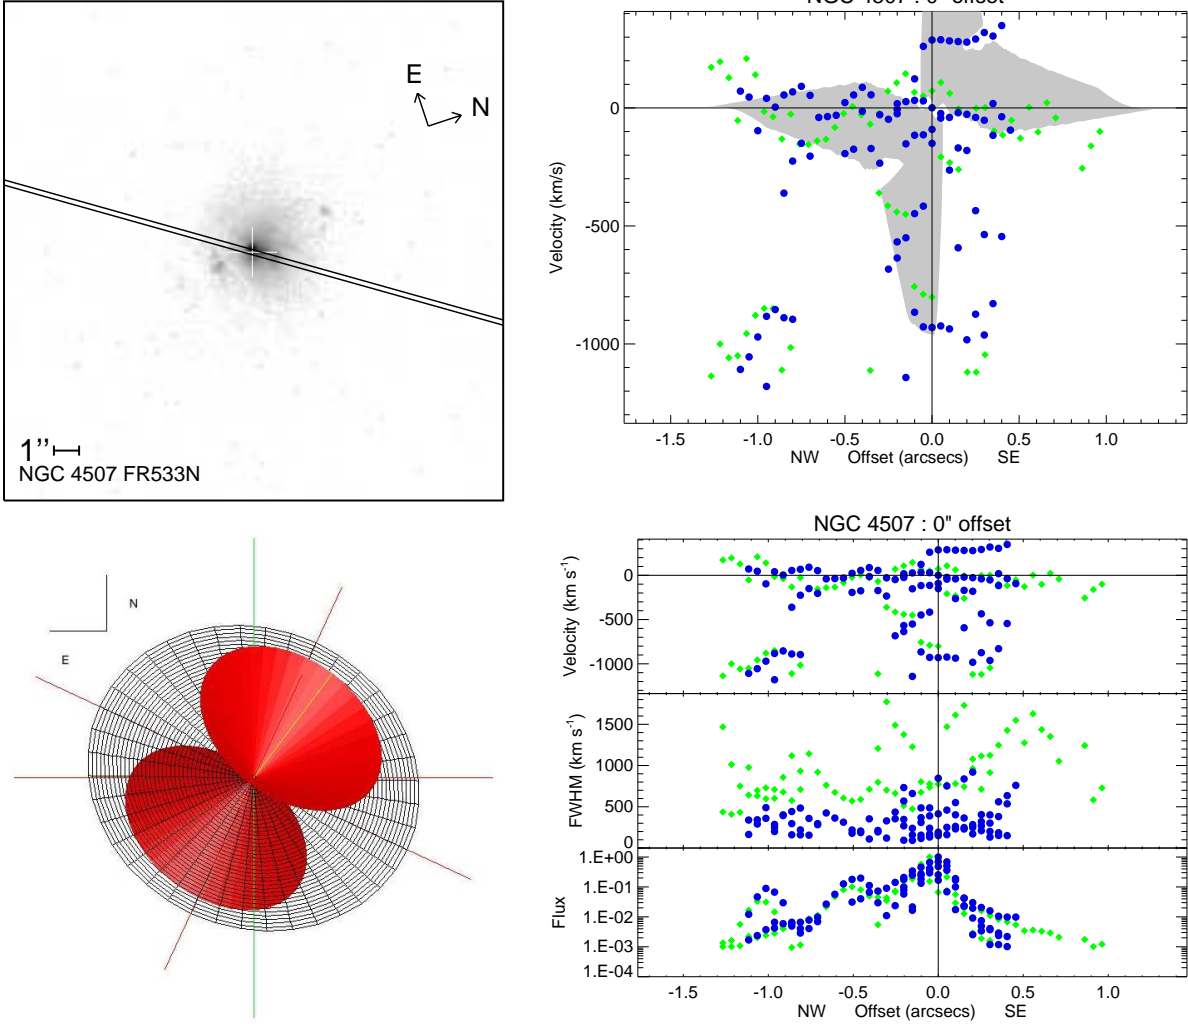 E
N
1’’
NGC 4507 FR533N
NGC 4507 : 0" offset
Velocity (km/s)
0
-500
-1000
-1.5 -1.0 -0.5 0.0 0.5 1.0
NW Offset (arcsecs) SE
N
E
NGC 4507 : 0" offset
Velocity (km s⁻¹)
0
-500
-1000
FWHM (km s⁻¹)
1500
1000
500
0
Flux
1.E+00
1.E-01
1.E-02
1.E-03
1.E-04
-1.5 -1.0 -0.5 0.0 0.5 1.0
NW Offset (arcsecs) SE